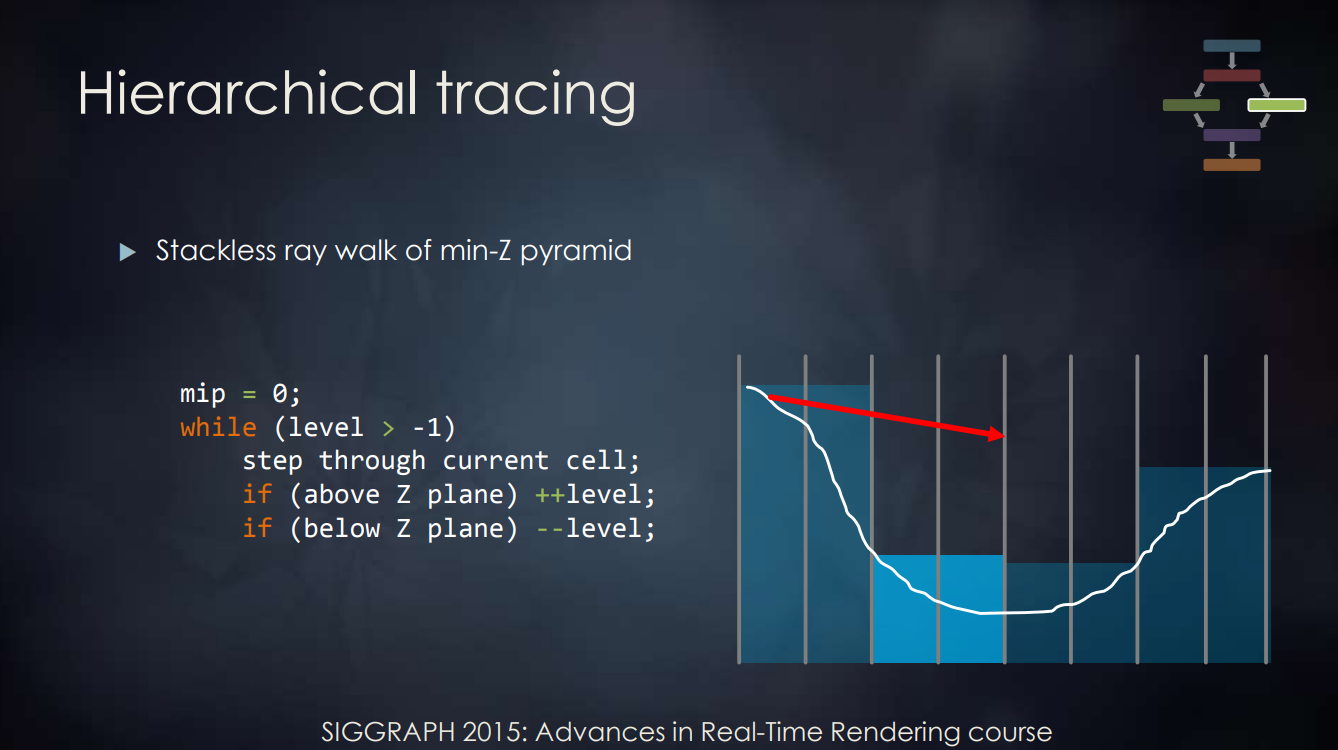 Hierarchical tracing
Stackless ray walk of min-Z pyramid
mip = 0;
while (level > -1)
    step through current cell;
    if (above Z plane) ++level;
    if (below Z plane) --level;
SIGGRAPH 2015: Advances in Real-Time Rendering course